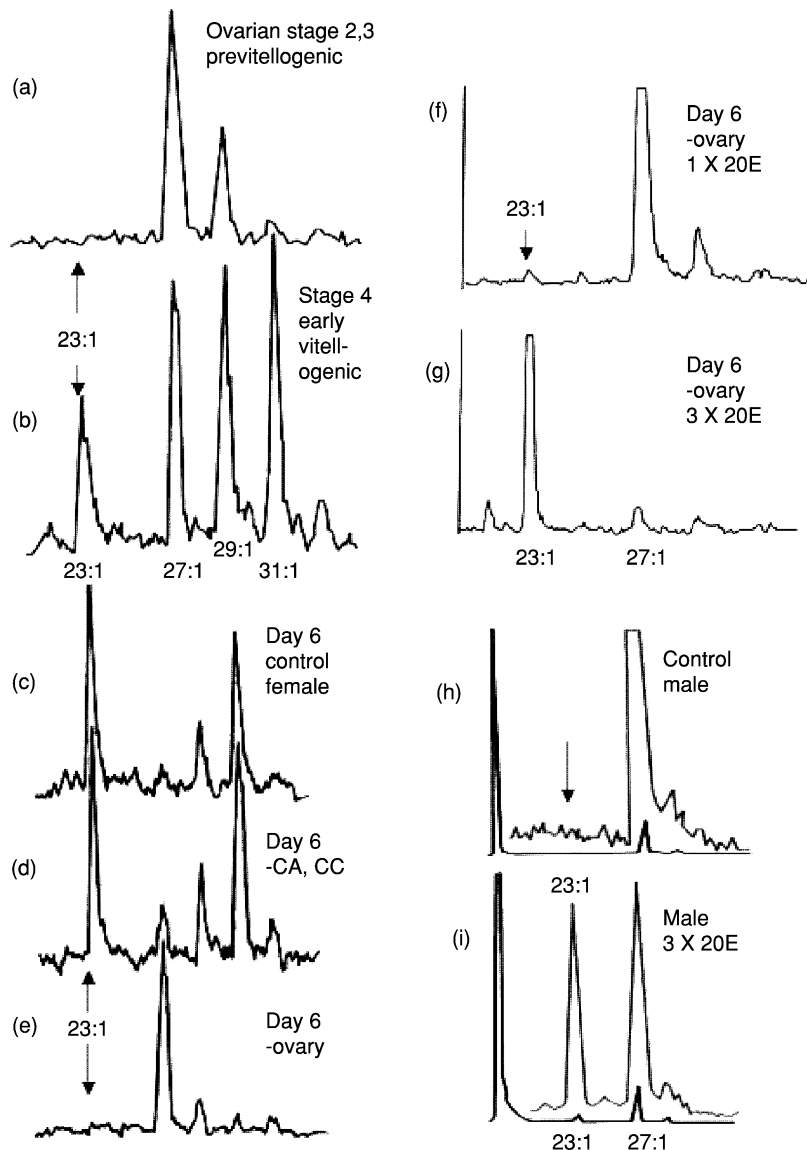 (a)
Ovarian stage 2,3
previtellogenic
23:1
(b)
Stage 4
early
vitell-
ogenic
23:1
27:1
29:1
31:1
(c)
Day 6
control
female
(d)
Day 6
-CA, CC
(e)
23:1
Day 6
-ovary
(f)
Day 6
-ovary
1 X 20E
23:1
(g)
Day 6
-ovary
3 X 20E
23:1
27:1
(h)
Control
male
(i)
23:1
Male
3 X 20E
23:1
27:1